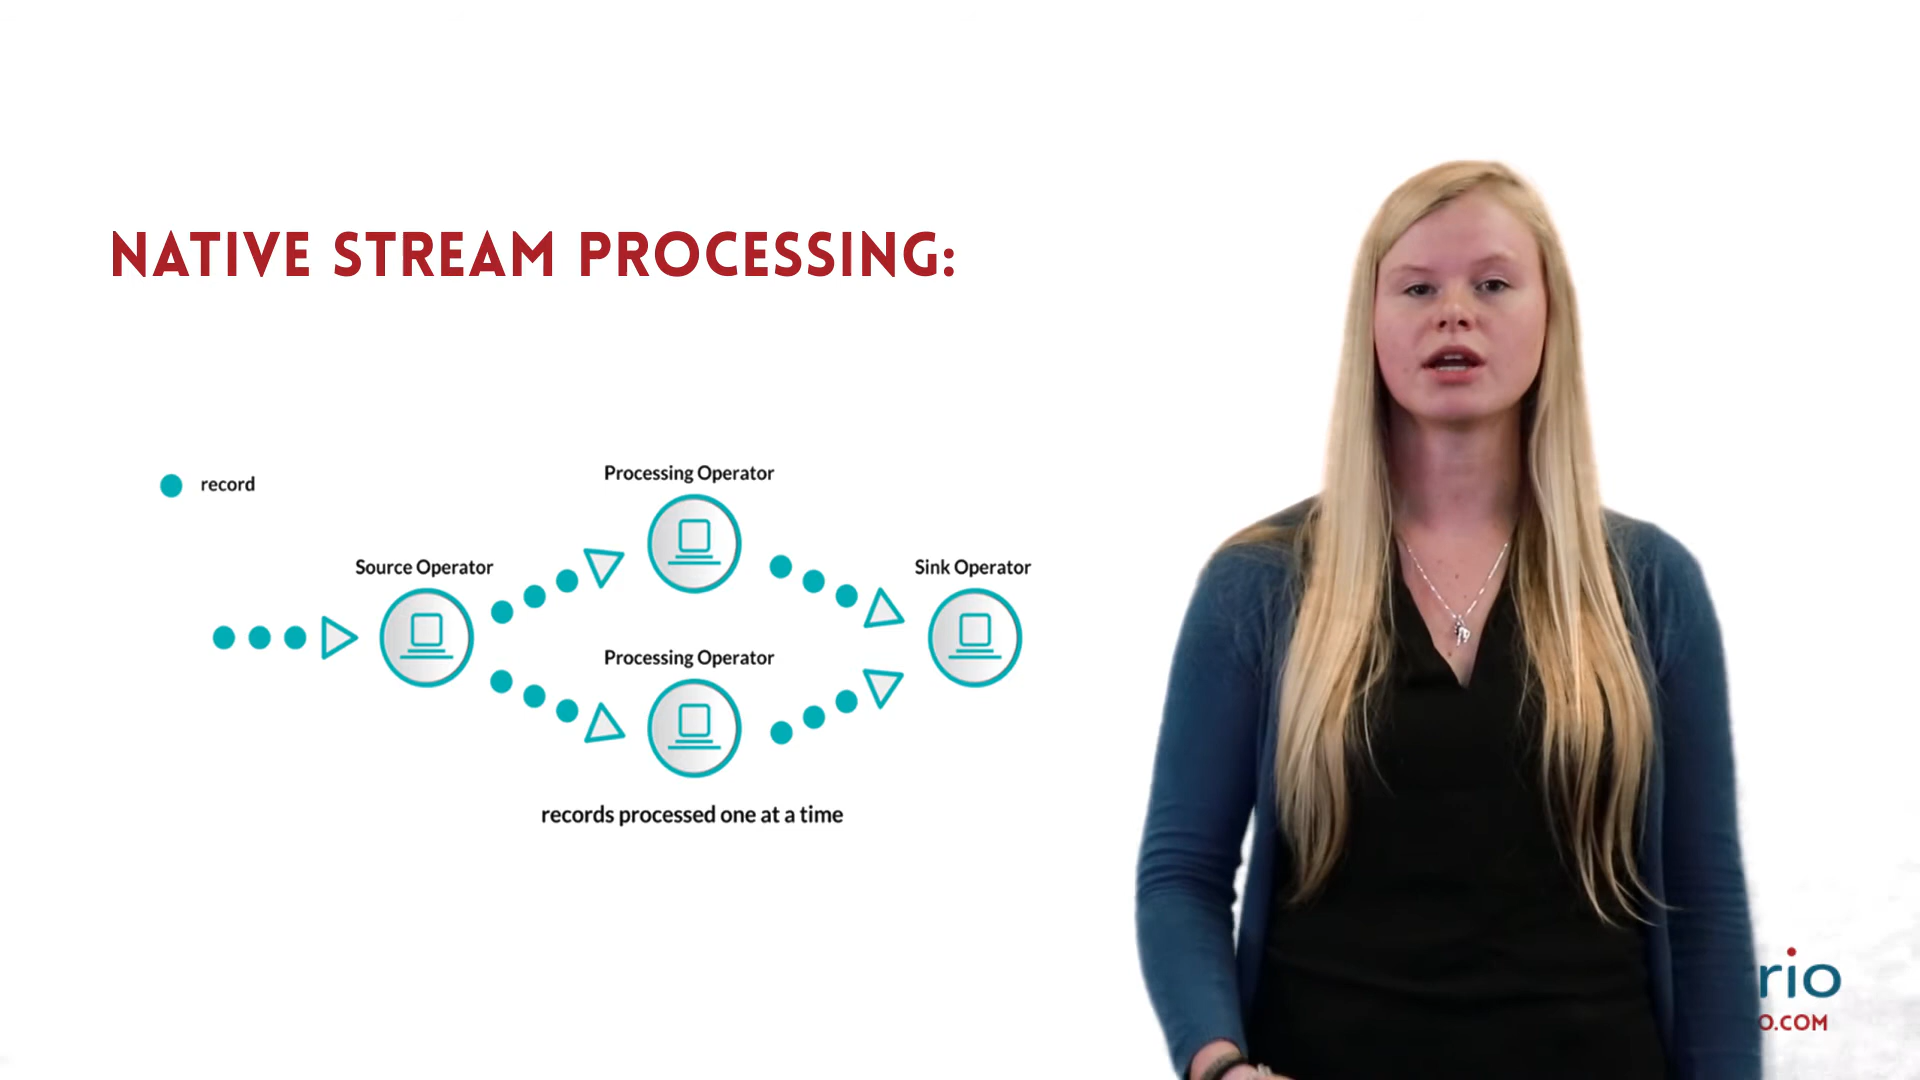 NATIVE STREAM PROCESSING:
record
Processing Operator
Source Operator
Sink Operator
Processing Operator
records processed one at a time
rio
O.COM